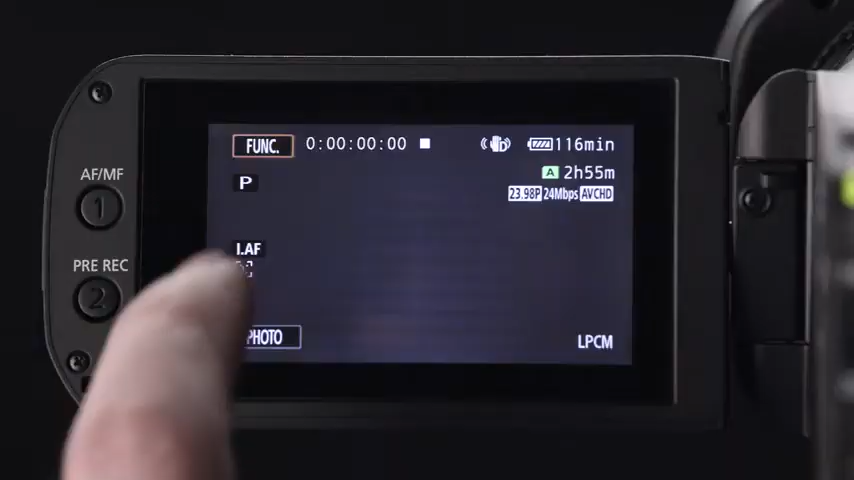 FUNC. 0:00:00:00 116min
P
A 2h55m
23.98P 24Mbps AVCHD
AF/MF
1
I.AF
PRE REC
2
PHOTO
LPCM